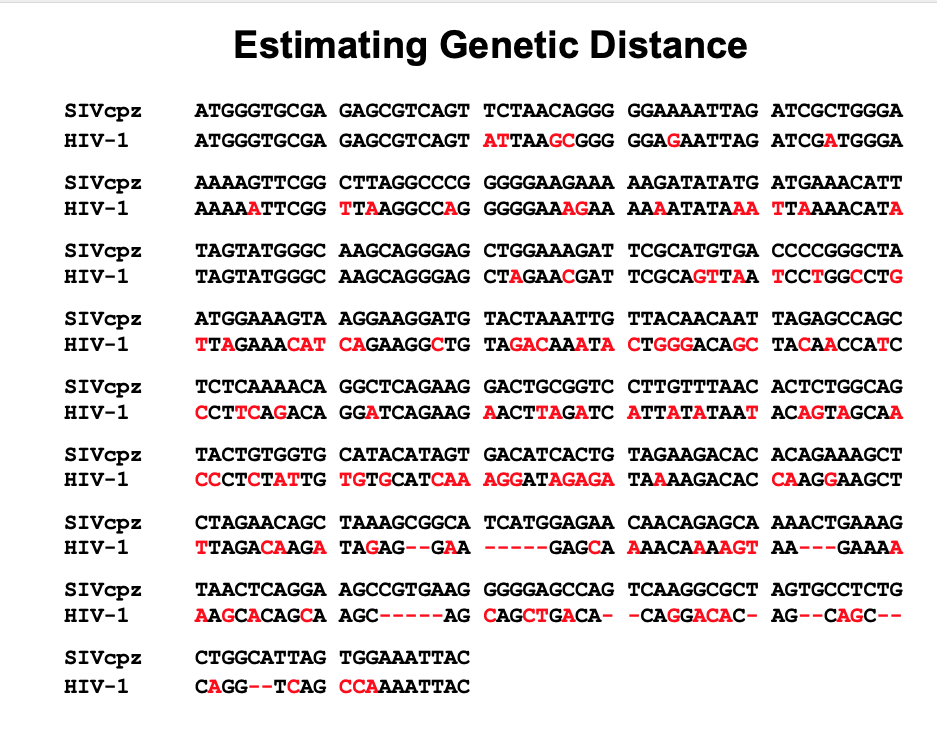 Estimating Genetic Distance
SIVcpz ATGGGTGCGA GAGCGTCAGT TCTAACAGGG GGAAAATTAG ATCGCTGGGA
HIV-1 ATGGGTGCGA GAGCGTCAGT ATTAAGCGGG GGAGAATTAG ATCGATGGGA
SIVcpz AAAAGTTCGG CTTAGGCCCG GGGGAAGAAA AAGATATATG ATGAAACATT
HIV-1 AAAAATTCGG TTAAGGCCAG GGGGAAAGAA AAAATATAAA TTAAAACATA
SIVcpz TAGTATGGGC AAGCAGGGAG CTGGAAAGAT TCGCATGTGA CCCCGGGCTA
HIV-1 TAGTATGGGC AAGCAGGGAG CTAGAACGAT TCGCAGTTAA TCCTGGCCTG
SIVcpz ATGGAAAGTA AGGAAGGATG TACTAAATTG TTACAACAAT TAGAGCCAGC
HIV-1 TTAGAAACAT CAGAAGGCTG TAGACAAATA CTGGGACAGC TACAACCATC
SIVcpz TCTCAAAACA GGCTCAGAAG GACTGCGGTC CTTGTTTAAC ACTCTGGCAG
HIV-1 CCTTCAGACA GGATCAGAAG AACTTAGATC ATTATATAAT ACAGTAGCAA
SIVcpz TACTGTGGTG CATACATAGT GACATCACTG TAGAAGACAC ACAGAAAGCT
HIV-1 CCCTCTATTG TGTGCATCAA AGGATAGAGA TAAAAGACAC CAAGGAAGCT
SIVcpz CTAGAACAGC TAAAGCGGCA TCATGGAGAA CAACAGAGCA AAACTGAAAG
HIV-1 TTAGACAAGA TAGAG--GAA -----GAGCA AAACAAAAGT AA---GAAAA
SIVcpz TAACTCAGGA AGCCGTGAAG GGGGAGCCAG TCAAGGCGCT AGTGCCTCTG
HIV-1 AAGCACAGCA AGC-----AG CAGCTGACA- -CAGGACAC- AG--CAGC--
SIVcpz CTGGCATTAG TGGAAATTAC
HIV-1 CAGG--TCAG CCAAAATTAC